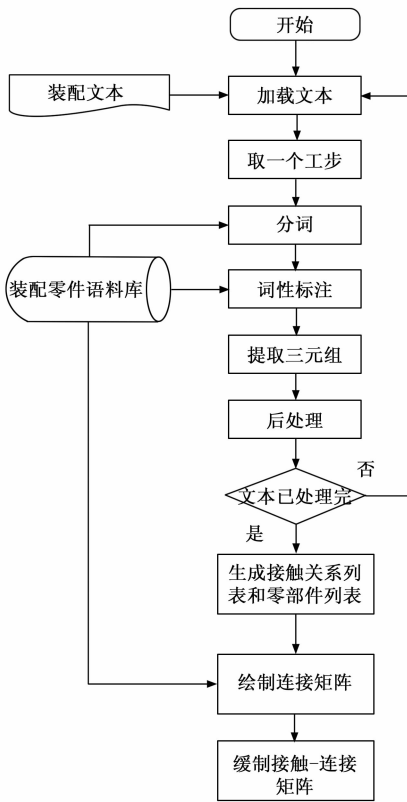 开始
装配文本
加载文本
取一个工步
分词
装配零件语料库
词性标注
提取三元组
后处理
否
文本已处理完
是
生成接触关系列
表和零部件列表
绘制连接矩阵
缓制接触-连接
矩阵